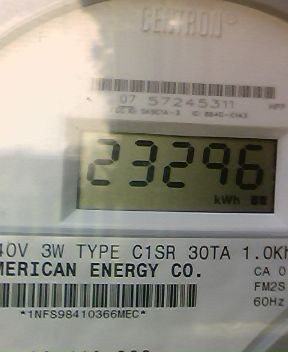 CENTRON®
07 57245311
23296
kWh
40V 3W TYPE C1SR 30TA 1.0Kh
MERICAN ENERGY CO. CA 0
FM2S
60Hz
*1NFS98410366MEC*